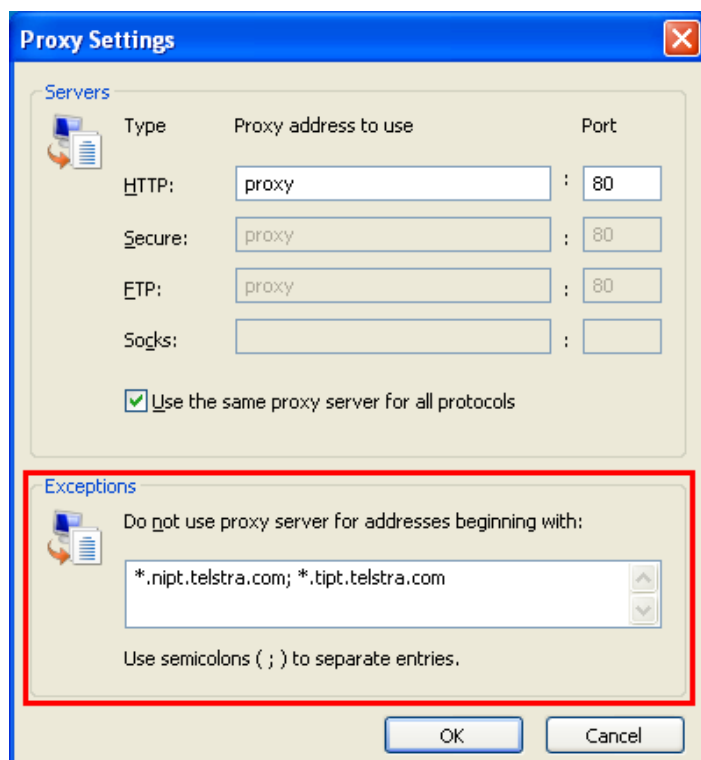 Proxy Settings
Servers
Type Proxy address to use Port
HTTP: proxy : 80
Secure: proxy : 80
FTP: proxy : 80
Socks: :
Use the same proxy server for all protocols
Exceptions
Do not use proxy server for addresses beginning with:
*.nipt.telstra.com; *.tipt.telstra.com
Use semicolons ( ; ) to separate entries.
OK Cancel